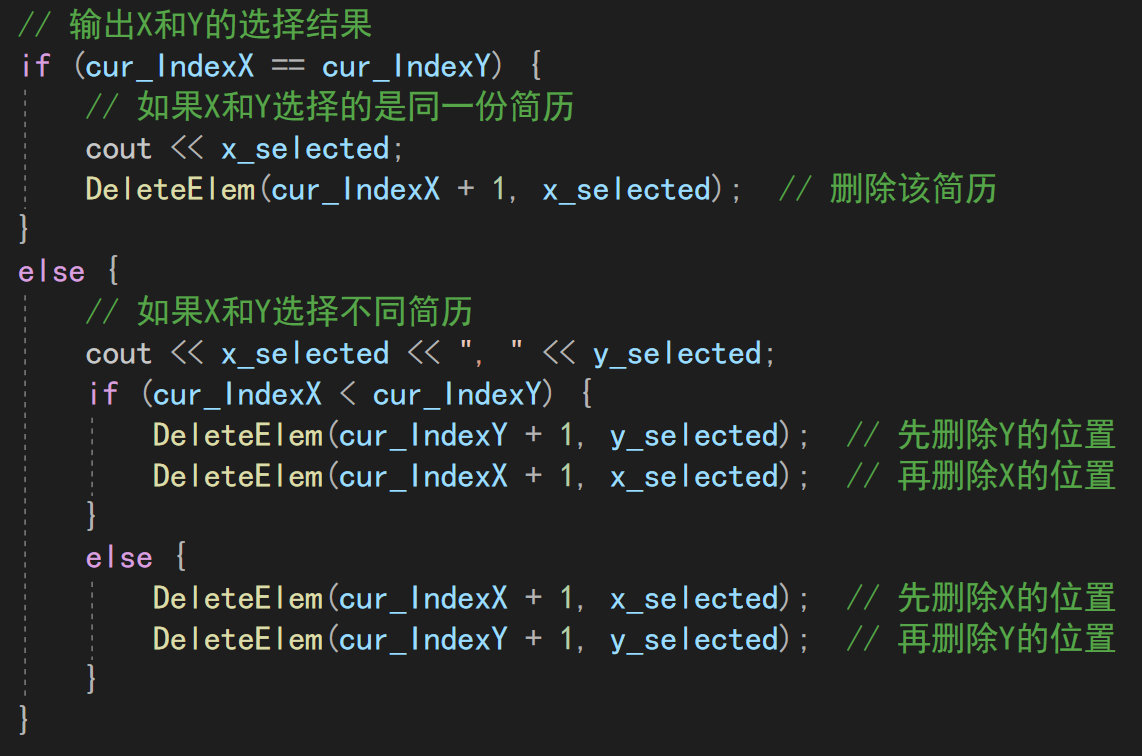 // 输出X和Y的选择结果
if (cur_IndexX == cur_IndexY) {
    // 如果X和Y选择的是同一份简历
    cout << x_selected;
    DeleteElem(cur_IndexX + 1, x_selected);  // 删除该简历
}
else {
    // 如果X和Y选择不同简历
    cout << x_selected << ", " << y_selected;
    if (cur_IndexX < cur_IndexY) {
        DeleteElem(cur_IndexY + 1, y_selected);  // 先删除Y的位置
        DeleteElem(cur_IndexX + 1, x_selected);  // 再删除X的位置
    }
    else {
        DeleteElem(cur_IndexX + 1, x_selected);  // 先删除X的位置
        DeleteElem(cur_IndexY + 1, y_selected);  // 再删除Y的位置
    }
}